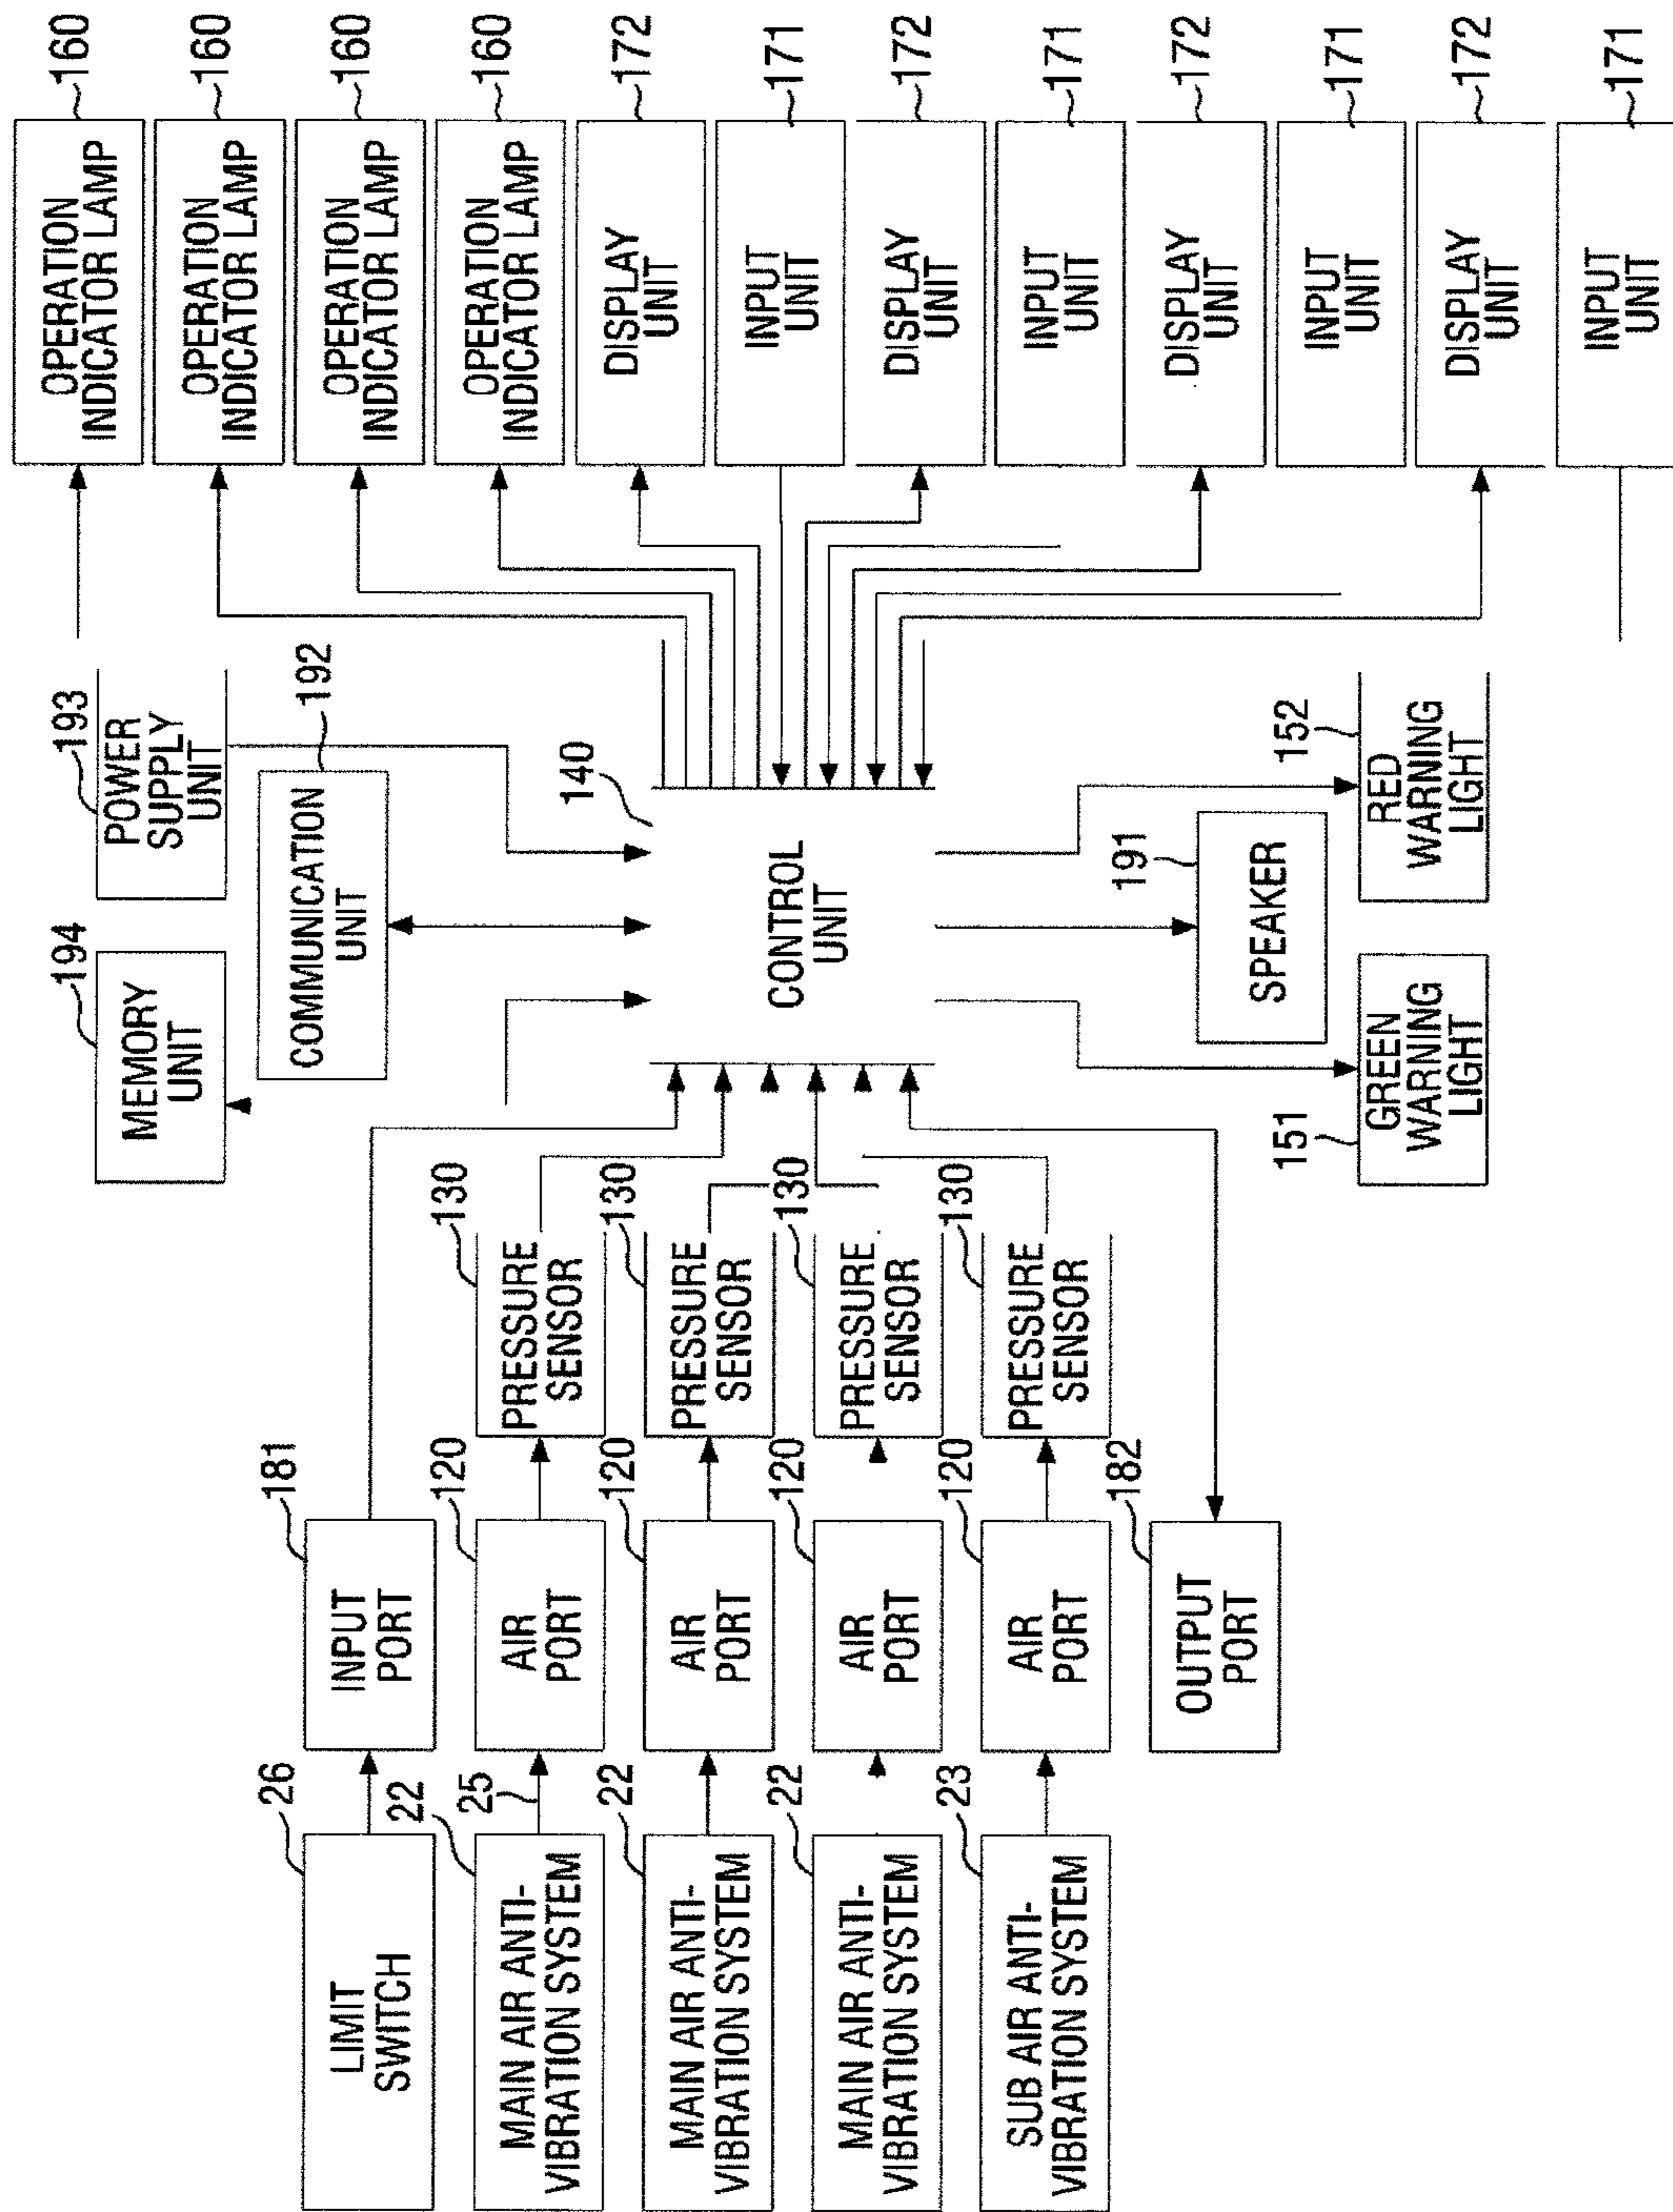 LIMIT
SWITCH
26
MAIN AIR ANTI-
VIBRATION SYSTEM
22
25
MAIN AIR ANTI-
VIBRATION SYSTEM
22
MAIN AIR ANTI-
VIBRATION SYSTEM
22
SUB AIR ANTI-
VIBRATION SYSTEM
23
INPUT
PORT
181
AIR
PORT
120
AIR
PORT
120
AIR
PORT
120
AIR
PORT
120
OUTPUT
PORT
182
PRESSURE
SENSOR
130
PRESSURE
SENSOR
130
PRESSURE
SENSOR
130
PRESSURE
SENSOR
130
MEMORY
UNIT
194
COMMUNICATION
UNIT
192
POWER
SUPPLY
UNIT
193
CONTROL
UNIT
140
GREEN
WARNING
LIGHT
151
SPEAKER
191
RED
WARNING
LIGHT
152
OPERATION
INDICATOR LAMP
160
OPERATION
INDICATOR LAMP
160
OPERATION
INDICATOR LAMP
160
OPERATION
INDICATOR LAMP
160
DISPLAY
UNIT
172
INPUT
UNIT
171
DISPLAY
UNIT
172
INPUT
UNIT
171
DISPLAY
UNIT
172
INPUT
UNIT
171
DISPLAY
UNIT
172
INPUT
UNIT
171